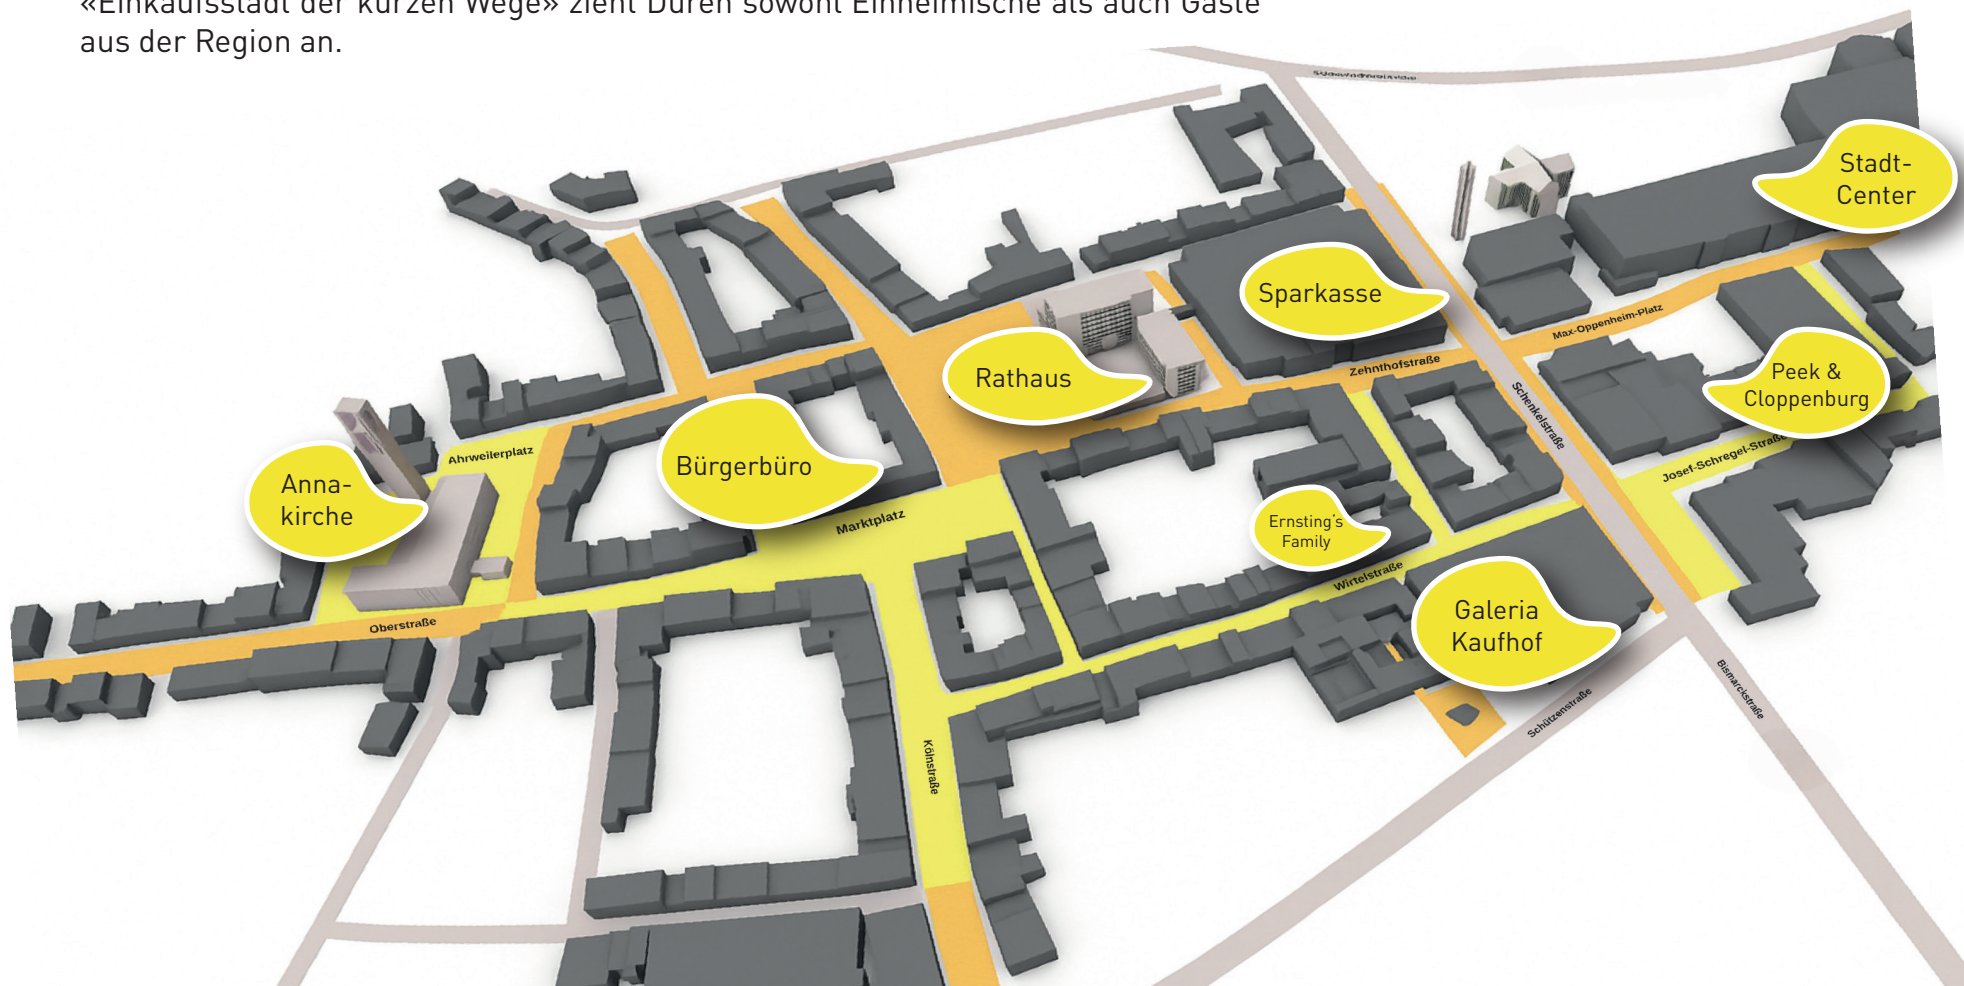 «Einkaufsstadt der kurzen Wege» zieht Düren sowohl Einheimische als auch Gäste
aus der Region an.
Stadt-
Center
Sparkasse
Max-Oppenheim-Platz
Zehnthofstraße
Rathaus
Peek &
Cloppenburg
Schenkelstraße
Josef-Schregel-Straße
Ahrweilerplatz
Bürgerbüro
Anna-
kirche
Marktplatz
Ernsting's
Family
Wirtelstraße
Galeria
Kaufhof
Oberstraße
Bismarckstraße
Schützenstraße
Kölnstraße